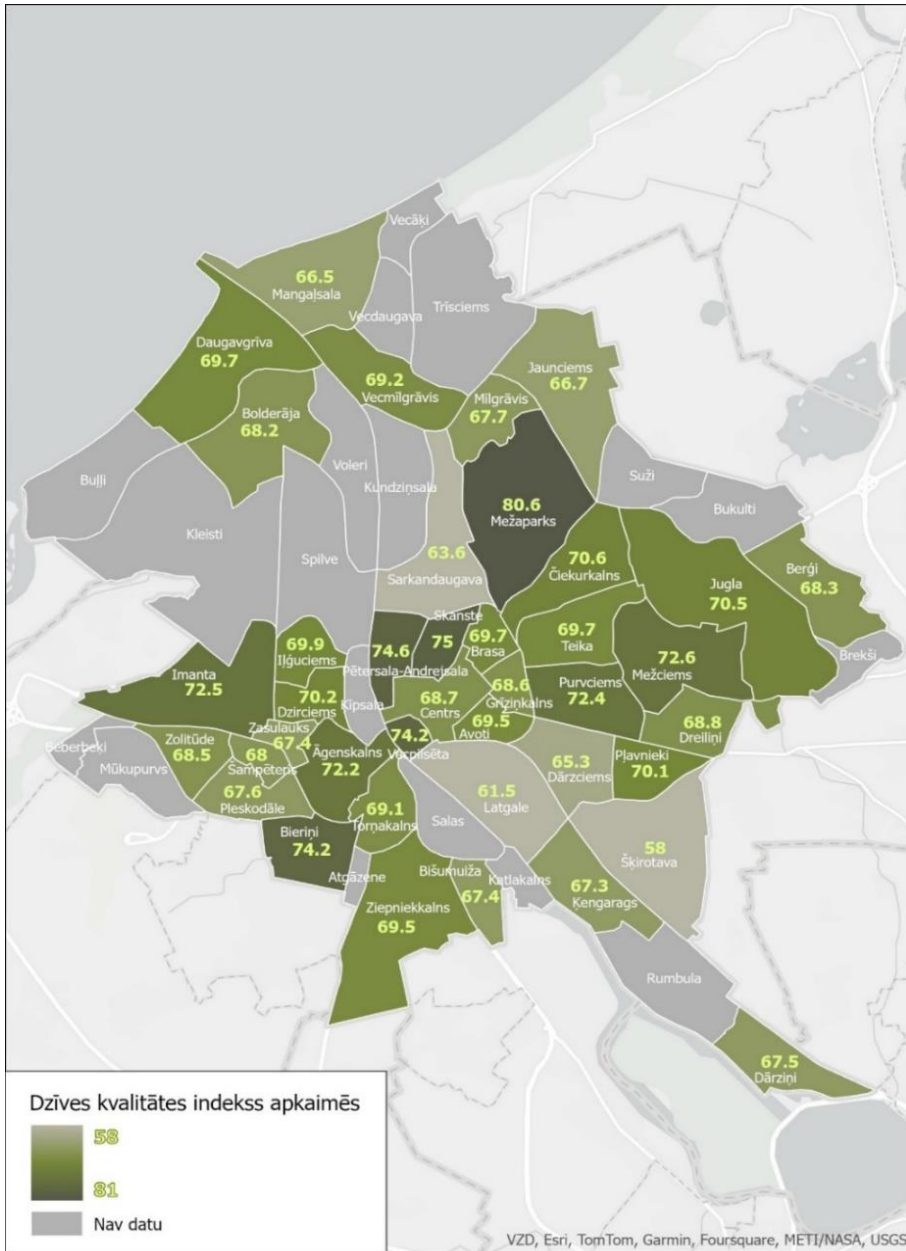 Vecāķi
66.5
Mangaļsala
Trīsciems
Vecdaugava
Daugavgrīva
69.7
Jaunciems
66.7
69.2
Vecmīlgrāvis
Milgrāvis
67.7
Bolderāja
68.2
Voleri
Suži
Buļļi
Kundziņsala
80.6
Mežaparks
Bukulti
Kleisti
Spilve
63.6
Sarkandaugava
70.6
Čiekurkalns
Jugla
70.5
Berģi
68.3
Skanste
75
69.7
Brasa
69.7
Teika
69.9
Iļģuciems
74.6
Pētersala-Andrejsala
72.6
Mežciems
Brekši
Imanta
72.5
70.2
Dzirciems
Ķīpsala
68.7
Centrs
68.6
Grīziņkalns
Purvciems
72.4
69.5
Avoti
68.8
Dreiliņi
Zasulauks
67.4
74.2
Vecpilsēta
Beberbeķi
Zolitūde
68.5
68
Sampēteris
Āgenskalns
72.2
65.3
Dārzciems
Pļavnieki
70.1
Mūkupurvs
67.6
Pleskodāle
61.5
Latgale
69.1
Torņakalns
Salas
58
Šķirotava
Bieriņi
74.2
Atgāzene
Bišumuiža
67.4
Katlakalns
67.3
Ķengarags
Ziepniekkalns
69.5
Rumbula
67.5
Dārziņi
Dzīves kvalitātes indekss apkaimēs
58
81
Nav datu
VZD, Esri, TomTom, Garmin, Foursquare, METI/NASA, USGS